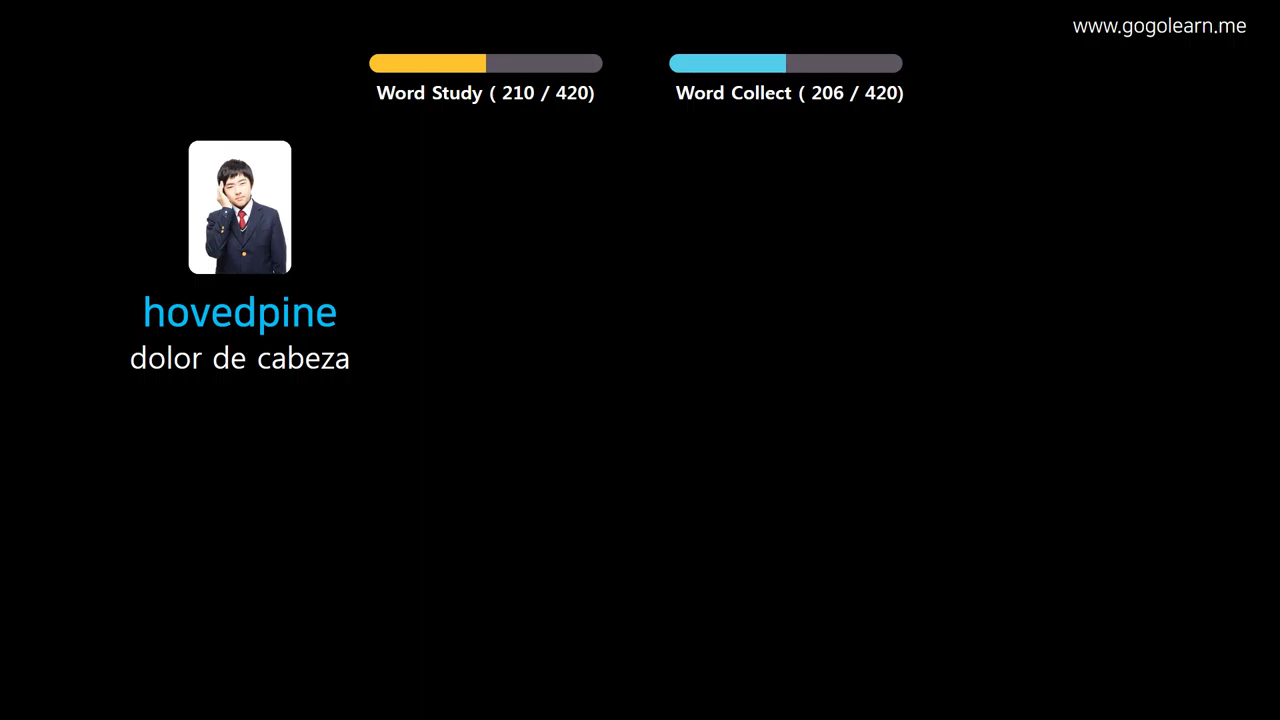 www.gogolearn.me
Word Study ( 210 / 420)
Word Collect ( 206 / 420)
hovedpine
dolor de cabeza